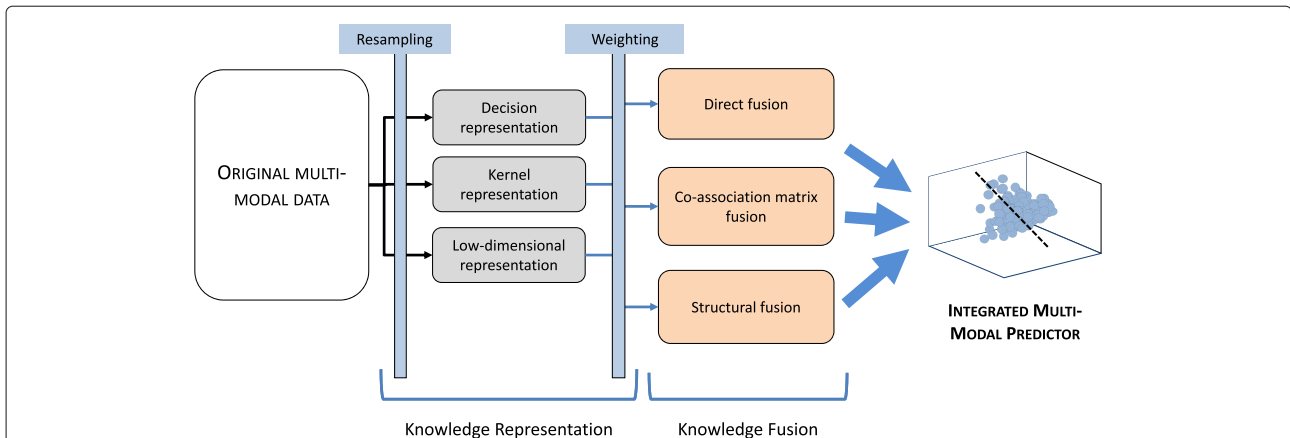 Resampling
Weighting
ORIGINAL MULTI-
MODAL DATA
Decision
representation
Kernel
representation
Low-dimensional
representation
Direct fusion
Co-association matrix
fusion
Structural fusion
INTEGRATED MULTI-
MODAL PREDICTOR
Knowledge Representation
Knowledge Fusion